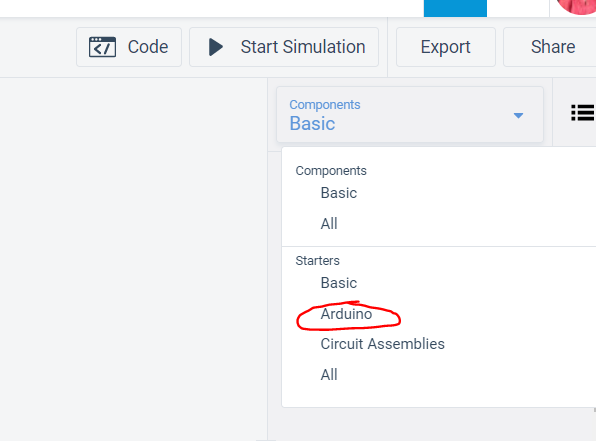 Code
Start Simulation
Export
Share
Components
Basic
Components
Basic
All
Starters
Basic
Arduino
Circuit Assemblies
All